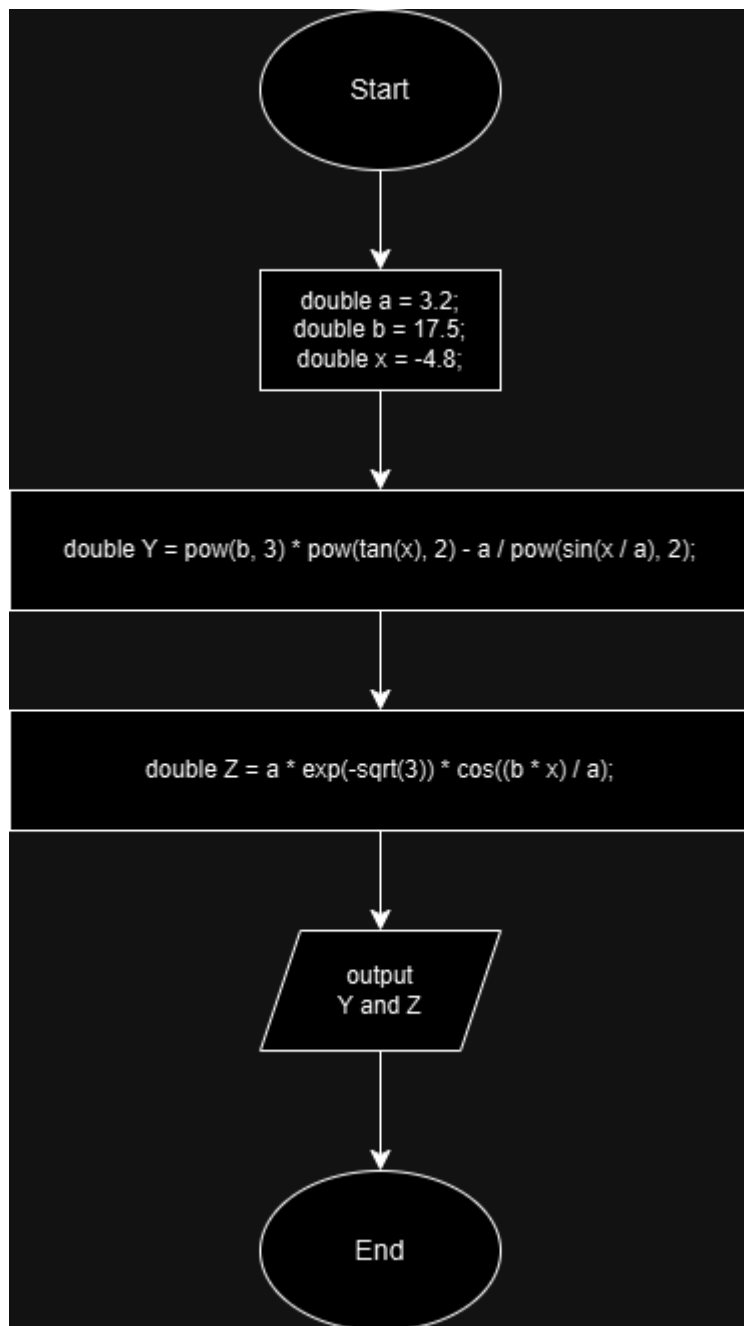 Start
double a = 3.2;
double b = 17.5;
double x = -4.8;
double Y = pow(b, 3) * pow(tan(x), 2) - a / pow(sin(x / a), 2);
double Z = a * exp(-sqrt(3)) * cos((b * x) / a);
output
Y and Z
End